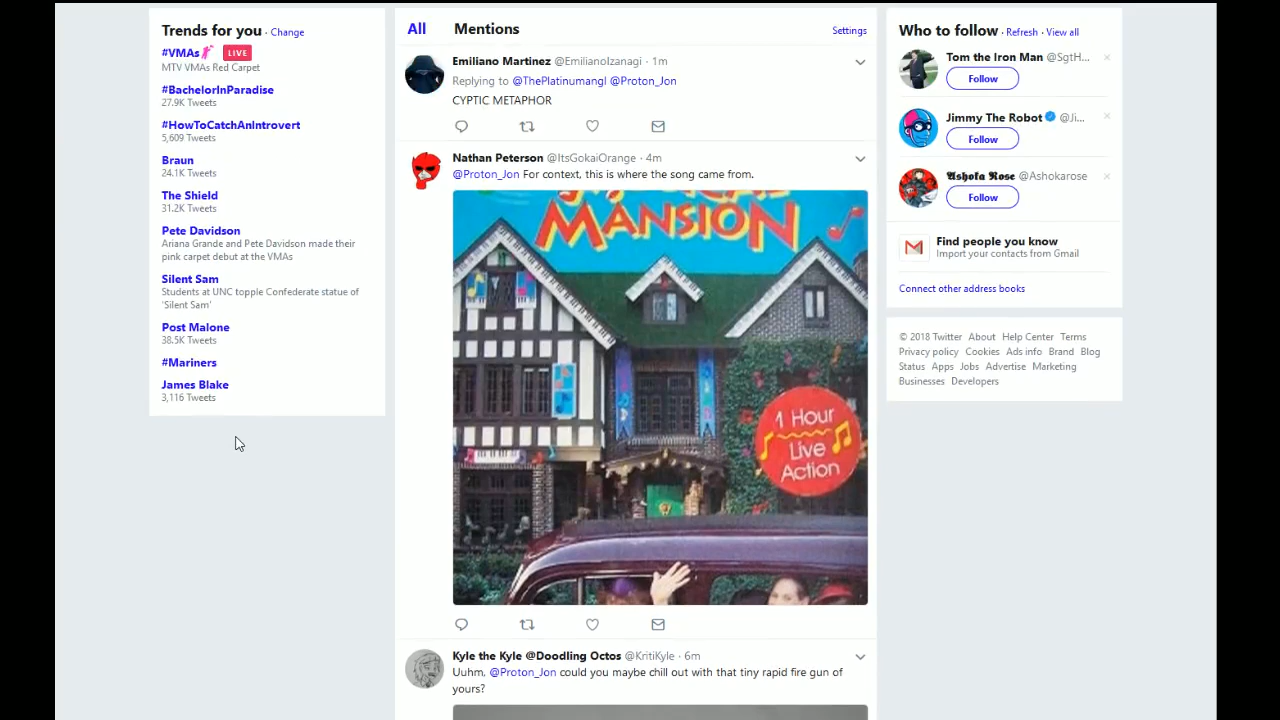 Trends for you · Change
#VMAs LIVE
MTV VMAs Red Carpet
#BachelorInParadise
27.9K Tweets
#HowToCatchAnIntrovert
5,609 Tweets
Braun
24.1K Tweets
The Shield
31.2K Tweets
Pete Davidson
Ariana Grande and Pete Davidson made their
pink carpet debut at the VMAs
Silent Sam
Students at UNC topple Confederate statue of
'Silent Sam'
Post Malone
38.5K Tweets
#Mariners
James Blake
3,116 Tweets
All Mentions Settings
Emiliano Martinez @EmilianoIzanagi · 1m
Replying to @ThePlatinumangl @Proton_Jon
CYPTIC METAPHOR
Nathan Peterson @ItsGokaiOrange · 4m
@Proton_Jon For context, this is where the song came from.
MANSION
1 Hour
Live
Action
Kyle the Kyle @Doodling Octos @KritiKyle · 6m
Uuhm, @Proton_Jon could you maybe chill out with that tiny rapid fire gun of
yours?
Who to follow · Refresh · View all
Tom the Iron Man @SgtH...
Follow
Jimmy The Robot @Ji...
Follow
𝕬𝖘𝖍𝖔𝖐𝖆 𝕽𝖔𝖘𝖊 @Ashokarose
Follow
Find people you know
Import your contacts from Gmail
Connect other address books
© 2018 Twitter About Help Center Terms
Privacy policy Cookies Ads info Brand Blog
Status Apps Jobs Advertise Marketing
Businesses Developers